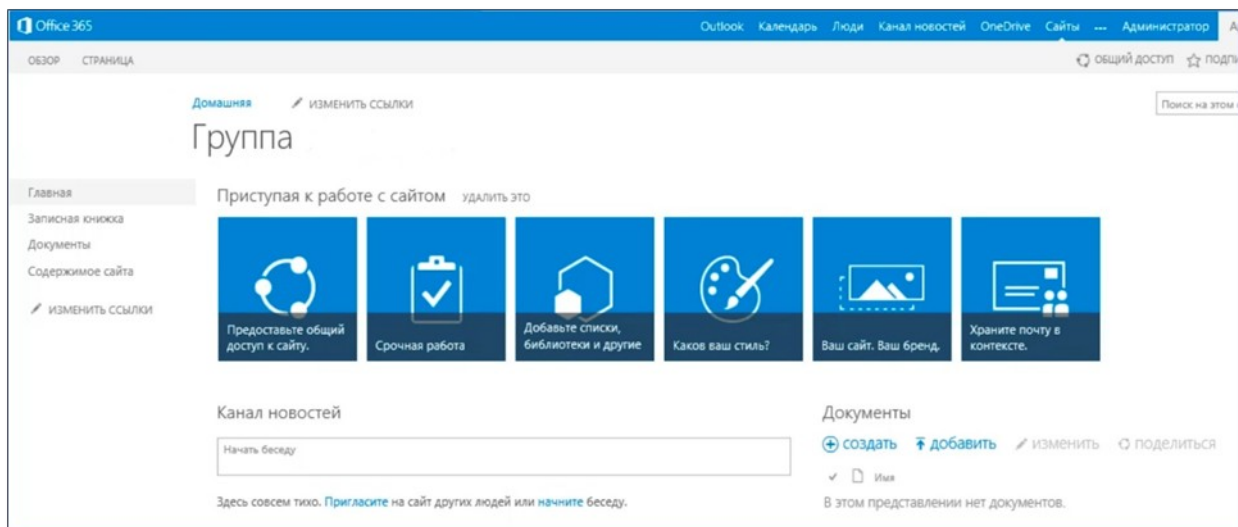 Office 365
Outlook Календарь Люди Канал новостей OneDrive Сайты ... Администратор
ОБЗОР СТРАНИЦА
ОБЩИЙ ДОСТУП
Домашняя ИЗМЕНИТЬ ССЫЛКИ
Поиск на этом
Группа
Главная
Записная книжка
Документы
Содержимое сайта
ИЗМЕНИТЬ ССЫЛКИ
Приступая к работе с сайтом УДАЛИТЬ ЭТО
Предоставьте общий
доступ к сайту.
Срочная работа
Добавьте списки,
библиотеки и другие
Каков ваш стиль?
Ваш сайт. Ваш бренд.
Храните почту в
контексте.
Канал новостей
Начать беседу
Здесь совсем тихо. Пригласите на сайт других людей или начните беседу.
Документы
создать добавить изменить поделиться
Имя
В этом представлении нет документов.